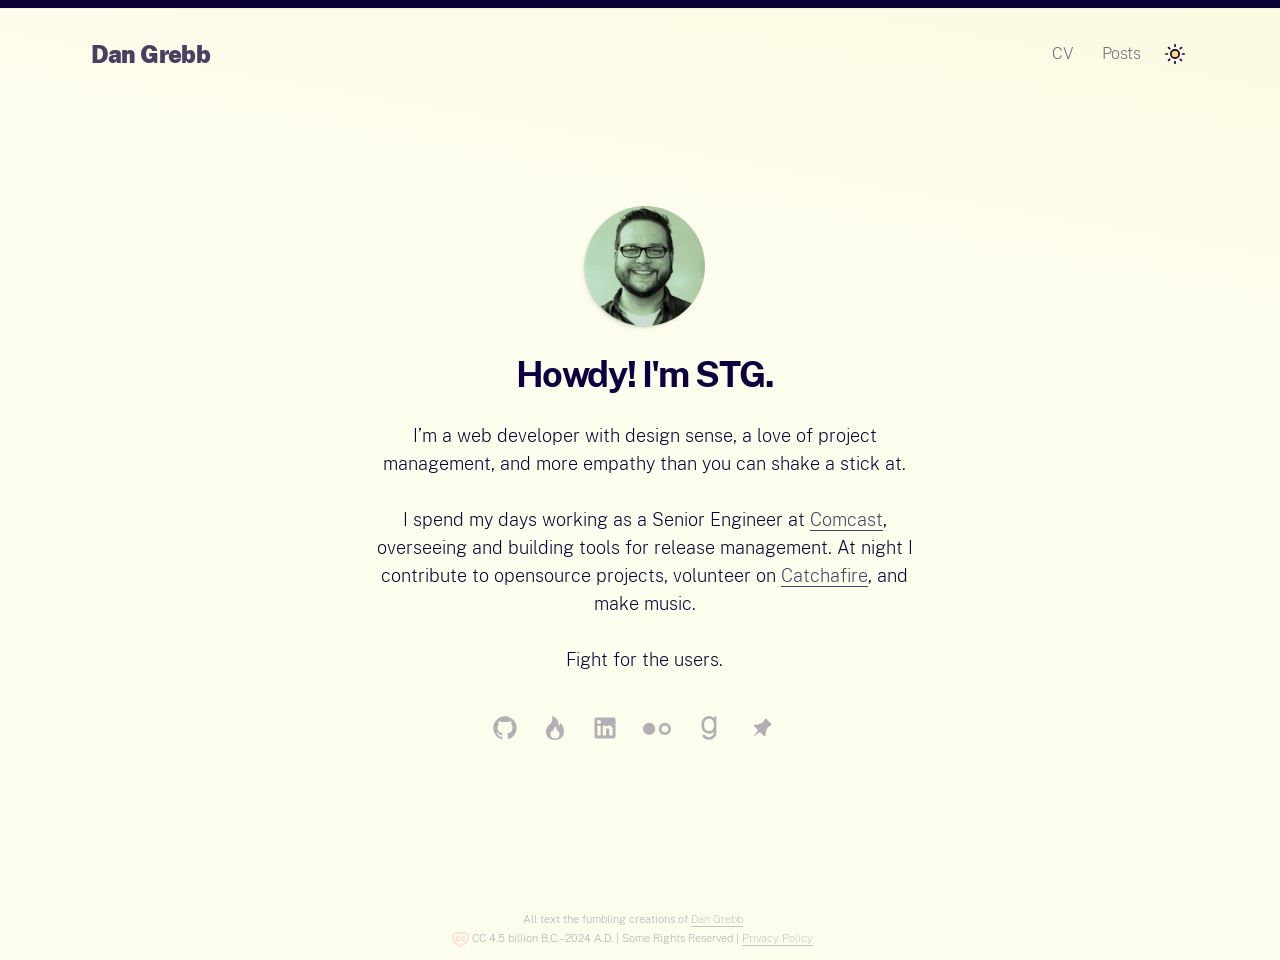 Dan Grebb
CV
Posts
Howdy! I'm STG.
I’m a web developer with design sense, a love of project
management, and more empathy than you can shake a stick at.
I spend my days working as a Senior Engineer at Comcast,
overseeing and building tools for release management. At night I
contribute to opensource projects, volunteer on Catchafire, and
make music.
Fight for the users.
All text the fumbling creations of Dan Grebb
CC 4.5 billion B.C.–2024 A.D. | Some Rights Reserved | Privacy Policy